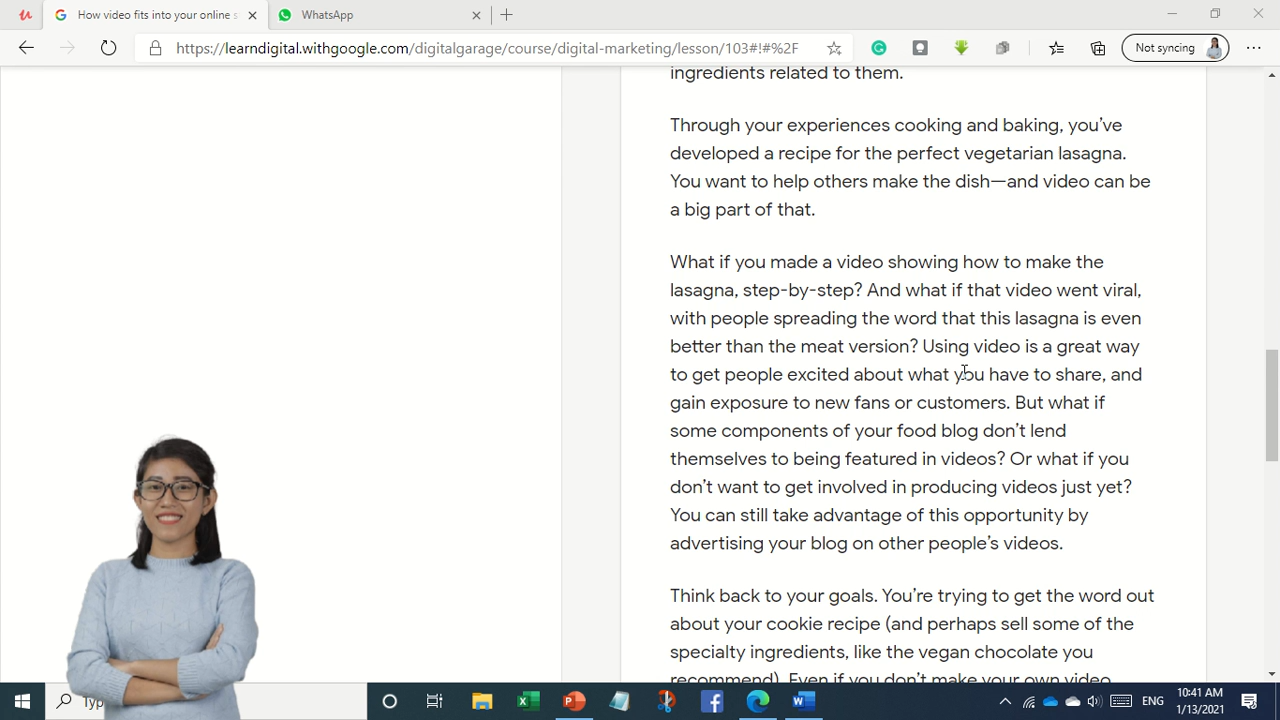 How video fits into your online s
WhatsApp
https://learndigital.withgoogle.com/digitalgarage/course/digital-marketing/lesson/103#!#%2F
Not syncing
ingredients related to them.
Through your experiences cooking and baking, you've
developed a recipe for the perfect vegetarian lasagna.
You want to help others make the dish—and video can be
a big part of that.
What if you made a video showing how to make the
lasagna, step-by-step? And what if that video went viral,
with people spreading the word that this lasagna is even
better than the meat version? Using video is a great way
to get people excited about what you have to share, and
gain exposure to new fans or customers. But what if
some components of your food blog don't lend
themselves to being featured in videos? Or what if you
don't want to get involved in producing videos just yet?
You can still take advantage of this opportunity by
advertising your blog on other people's videos.
Think back to your goals. You're trying to get the word out
about your cookie recipe (and perhaps sell some of the
specialty ingredients, like the vegan chocolate you
recommend). Even if you don't make your own video
Typ
ENG
10:41 AM
1/13/2021